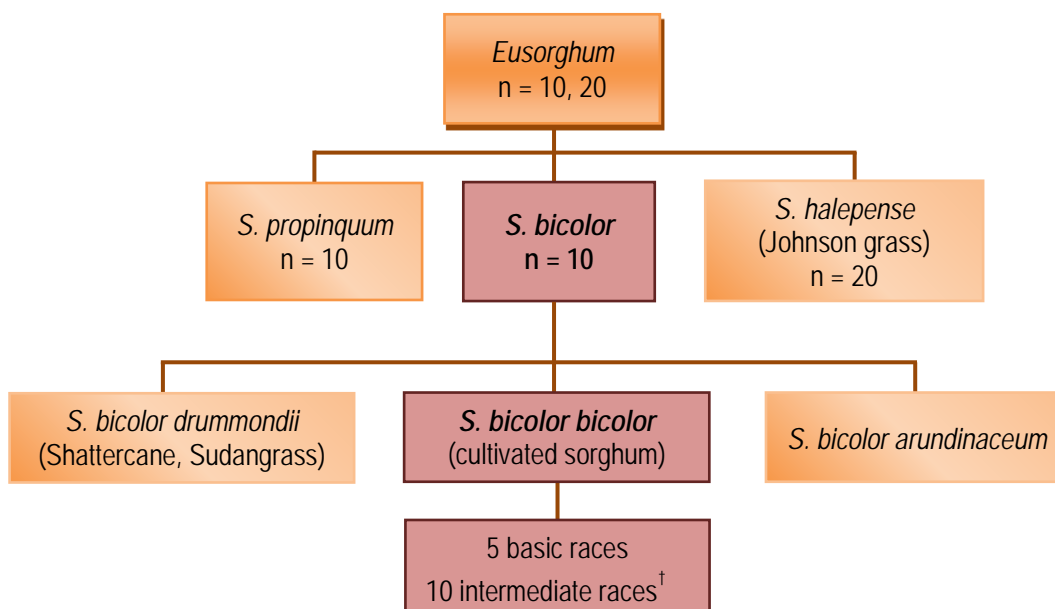 Eusorghum
n = 10, 20
S. propinquum
n = 10
S. bicolor
n = 10
S. halepense
(Johnson grass)
n = 20
S. bicolor drummondii
(Shattercane, Sudangrass)
S. bicolor bicolor
(cultivated sorghum)
S. bicolor arundinaceum
5 basic races
10 intermediate races†